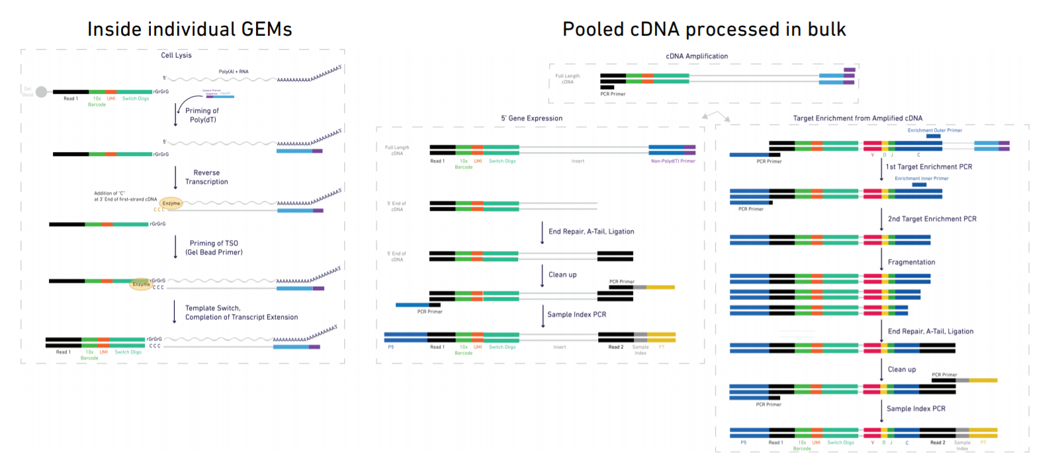 Inside individual GEMs
Cell Lysis
5'
Poly(A) + RNA
Read 1
10x
Barcode
UMI
Switch Oligo
rGrGrG
Priming of
Poly(dT)
5'
rGrGrG
Reverse
Transcription
Addition of "C"
at 3' End of first-strand cDNA
Enzyme
C C C
rGrGrG
Priming of TSO
(Gel Bead Primer)
Enzyme
rGrGrG
C C C
Template Switch,
Completion of Transcript Extension
rGrGrG
C C C
Read 1
10x
Barcode
UMI
Switch Oligo
Pooled cDNA processed in bulk
cDNA Amplification
Full Length
cDNA
PCR Primer
5' Gene Expression
Full Length
cDNA
Read 1
10x
Barcode
UMI
Switch Oligo
Insert
Non-Poly(dT) Primer
5' End of
cDNA
End Repair, A-Tail, Ligation
5' End of
cDNA
Clean up
PCR Primer
PCR Primer
Sample Index PCR
P5
Read 1
10x
Barcode
UMI
Switch Oligo
Insert
Read 2
Sample
Index
P7
Target Enrichment from Amplified cDNA
Enrichment Outer Primer
V
D
J
C
PCR Primer
1st Target Enrichment PCR
Enrichment Inner Primer
PCR Primer
2nd Target Enrichment PCR
Fragmentation
End Repair, A-Tail, Ligation
Clean up
PCR Primer
PCR Primer
Sample Index PCR
P5
Read 1
10x
Barcode
UMI
Switch Oligo
V
D
J
C
Read 2
Sample
Index
P7